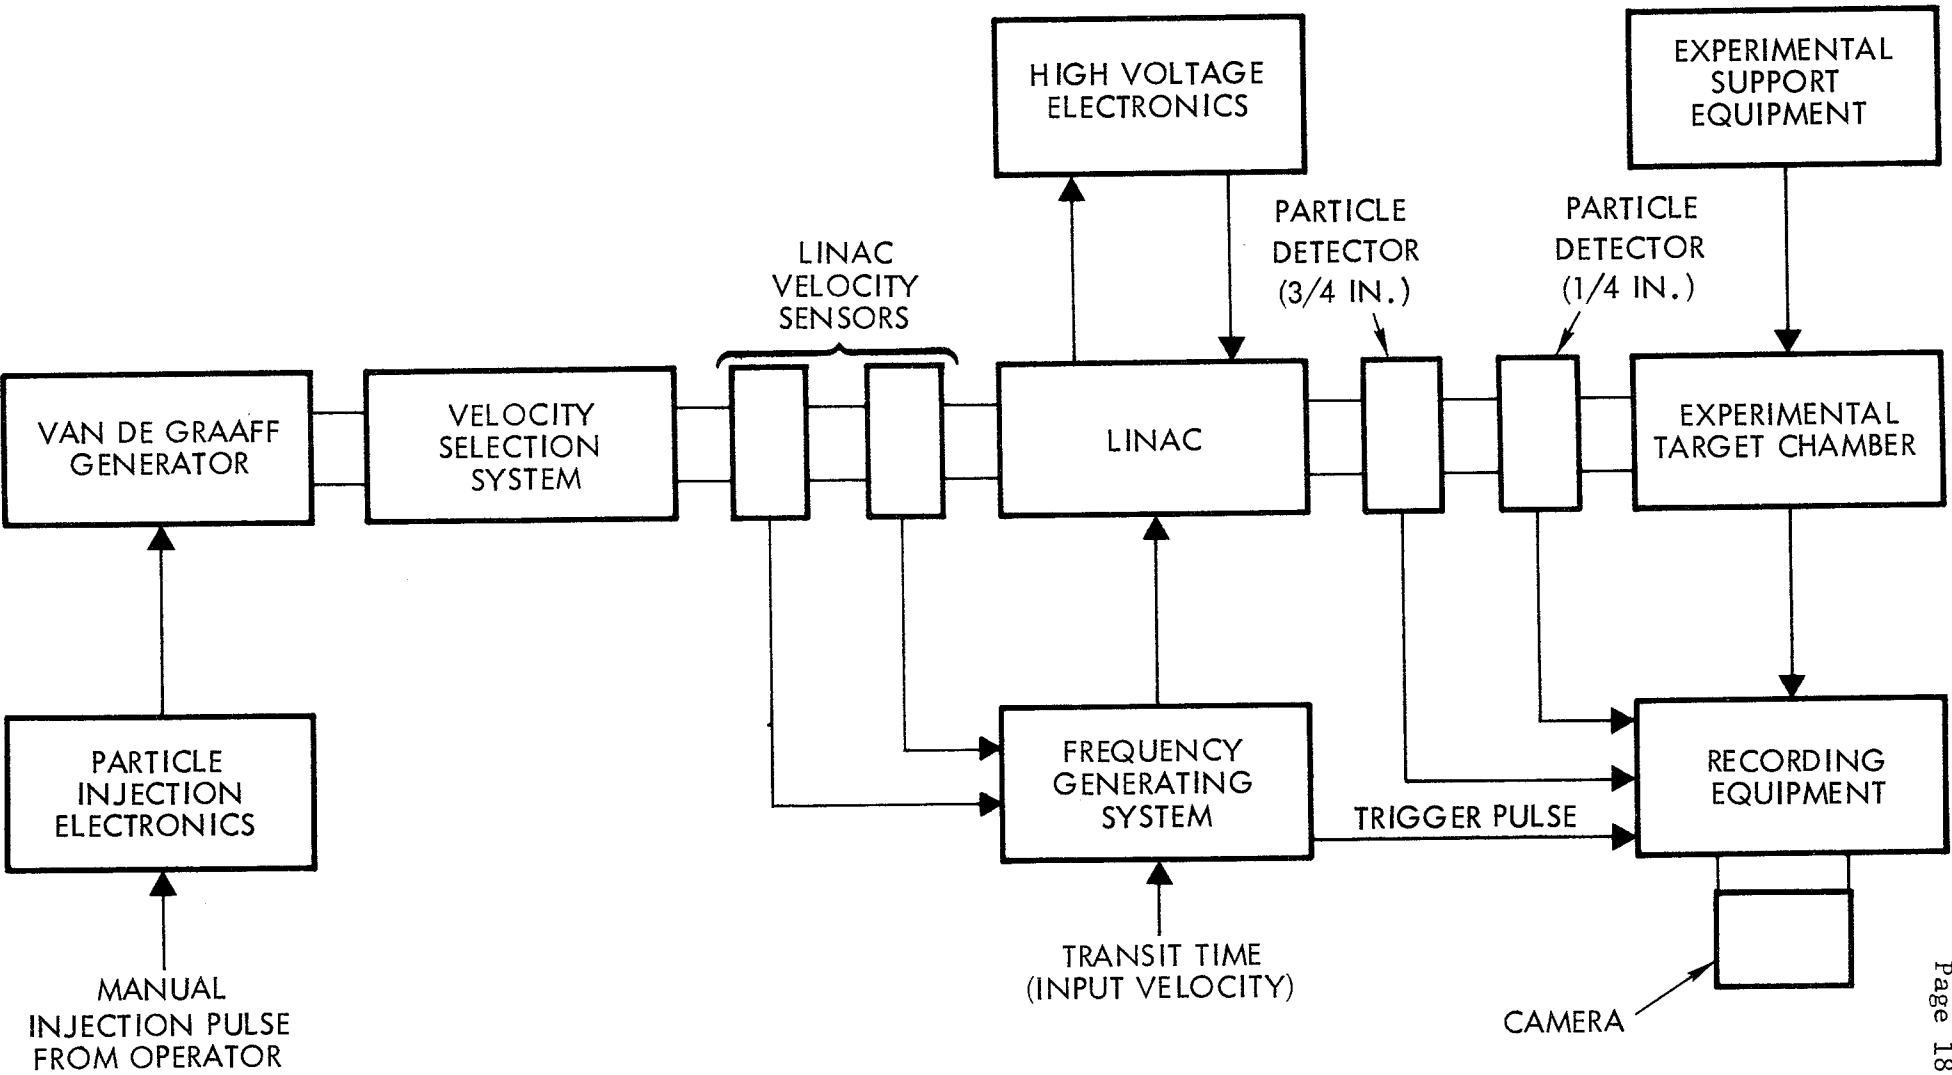 HIGH VOLTAGE
ELECTRONICS
EXPERIMENTAL
SUPPORT
EQUIPMENT
LINAC
VELOCITY
SENSORS
PARTICLE
DETECTOR
(3/4 IN.)
PARTICLE
DETECTOR
(1/4 IN.)
VAN DE GRAAFF
GENERATOR
VELOCITY
SELECTION
SYSTEM
LINAC
EXPERIMENTAL
TARGET CHAMBER
PARTICLE
INJECTION
ELECTRONICS
FREQUENCY
GENERATING
SYSTEM
TRIGGER PULSE
RECORDING
EQUIPMENT
MANUAL
INJECTION PULSE
FROM OPERATOR
TRANSIT TIME
(INPUT VELOCITY)
CAMERA
Page 18